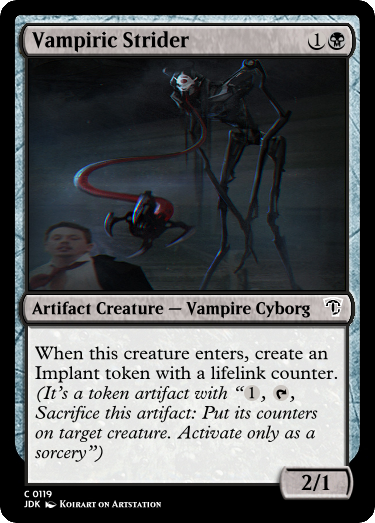 Vampiric Strider 1
Artifact Creature — Vampire Cyborg
When this creature enters, create an
Implant token with a lifelink counter.
(It's a token artifact with “1, ,
Sacrifice this artifact: Put its counters
on target creature. Activate only as a
sorcery”)
2/1
C 0119
JDK Koirart on Artstation